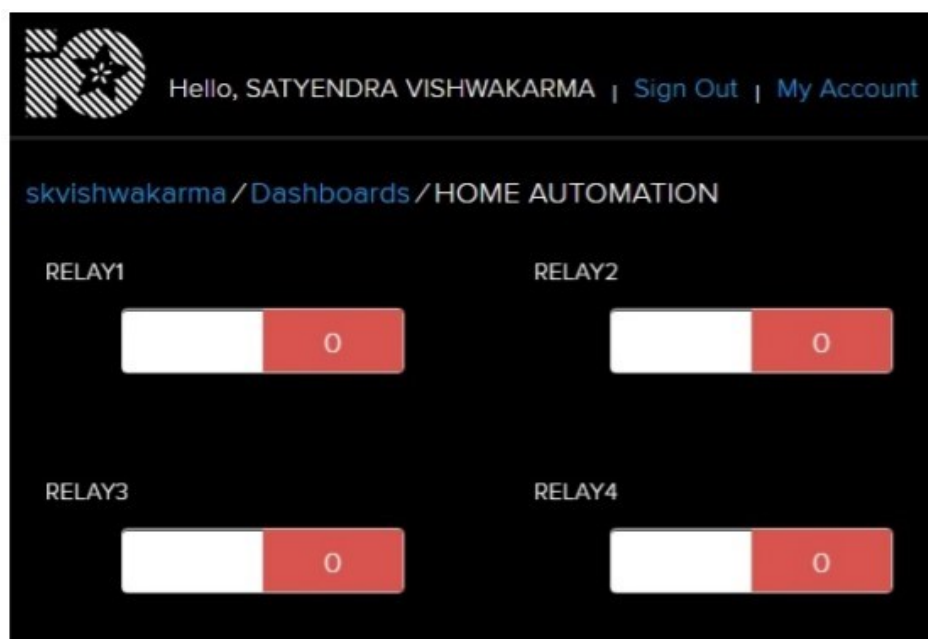 iO
Hello, SATYENDRA VISHWAKARMA | Sign Out | My Account
skvishwakarma / Dashboards / HOME AUTOMATION
RELAY1 RELAY2
0 0
RELAY3 RELAY4
0 0